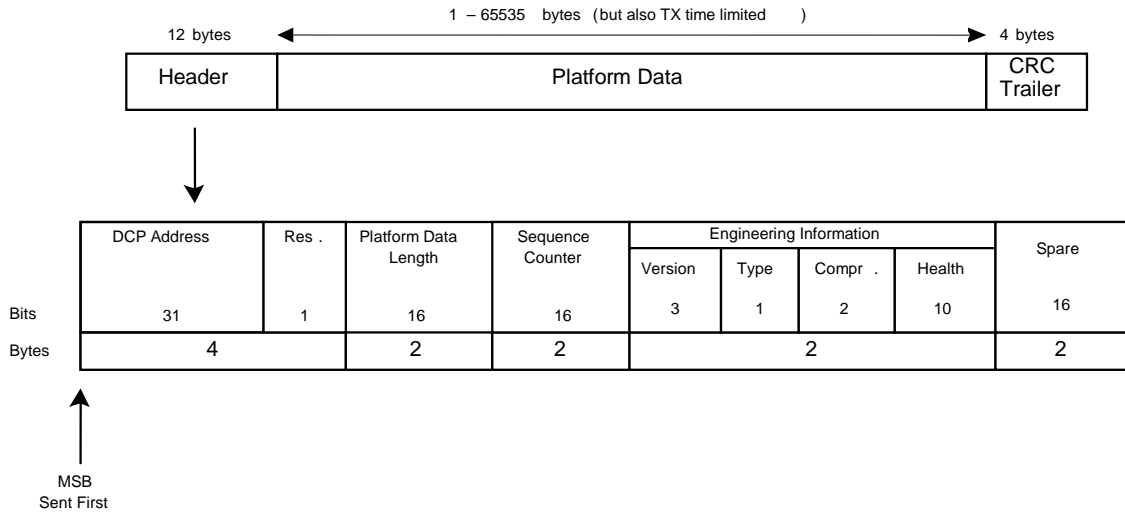 1 – 65535 bytes (but also TX time limited )
12 bytes
4 bytes
Header
Platform Data
CRC
Trailer
DCP Address
Res .
Platform Data
Length
Sequence
Counter
Engineering Information
Spare
Version
Type
Compr .
Health
Bits
31
1
16
16
3
1
2
10
16
Bytes
4
2
2
2
2
MSB
Sent First